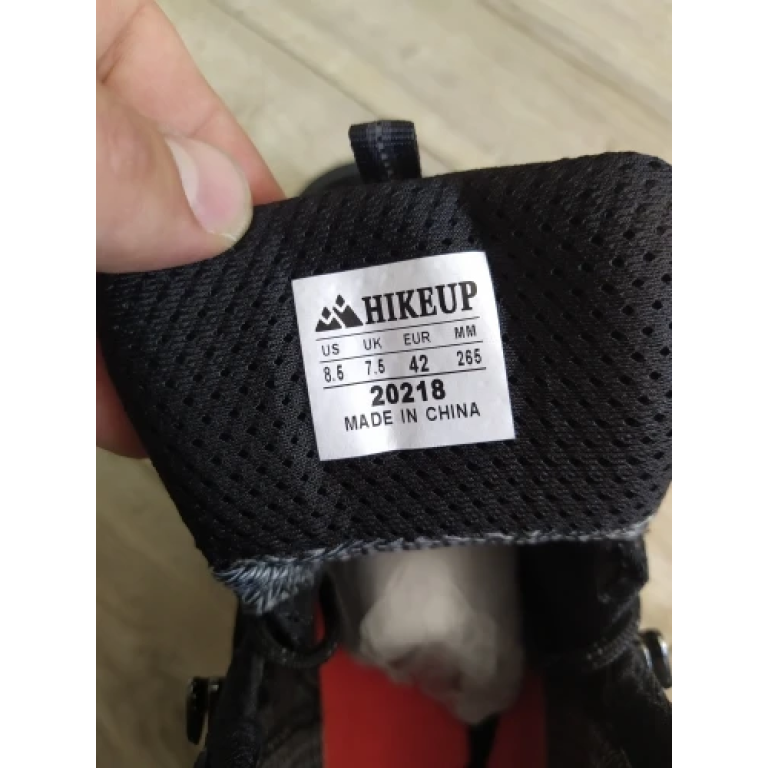 HIKEUP
US UK EUR MM
8.5 7.5 42 265
20218
MADE IN CHINA